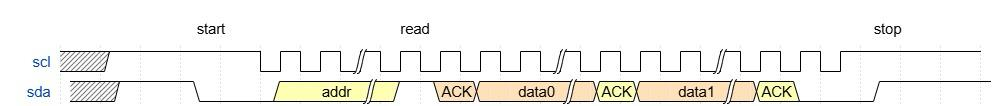 start read stop
scl
sda addr ACK data0 ACK data1 ACK